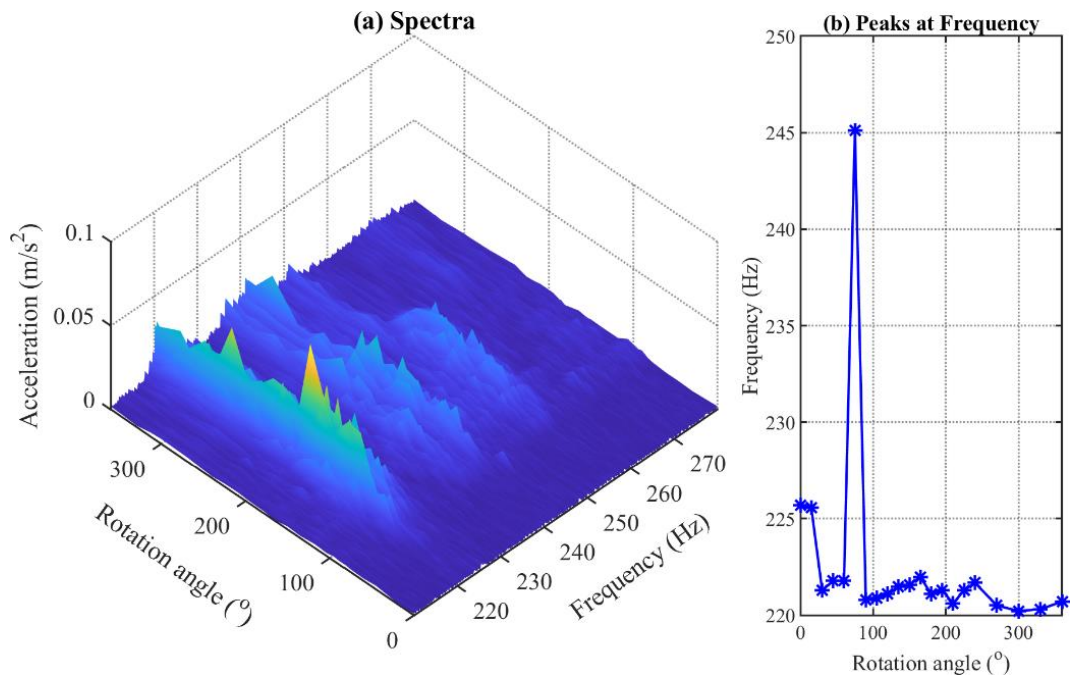 (a) Spectra
Acceleration (m/s²)
0.1
0.05
0
300
200
100
0
Rotation angle (°)
220
230
240
250
260
270
Frequency (Hz)
(b) Peaks at Frequency
Frequency (Hz)
250
245
240
235
230
225
220
0 100 200 300
Rotation angle (°)